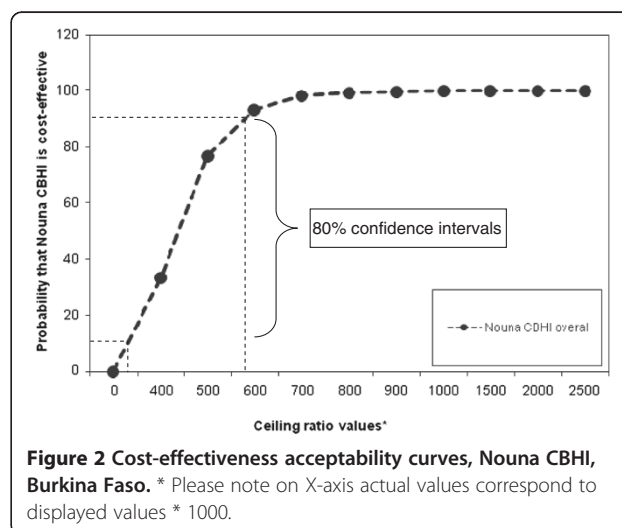 120
100
80
60
40
20
0
Probability that Nouna CBHI is cost-effective
80% confidence intervals
Nouna CBHI overal
0 400 500 600 700 800 900 1000 1500 2000 2500
Ceiling ratio values*
Figure 2 Cost-effectiveness acceptability curves, Nouna CBHI,
Burkina Faso. * Please note on X-axis actual values correspond to
displayed values * 1000.